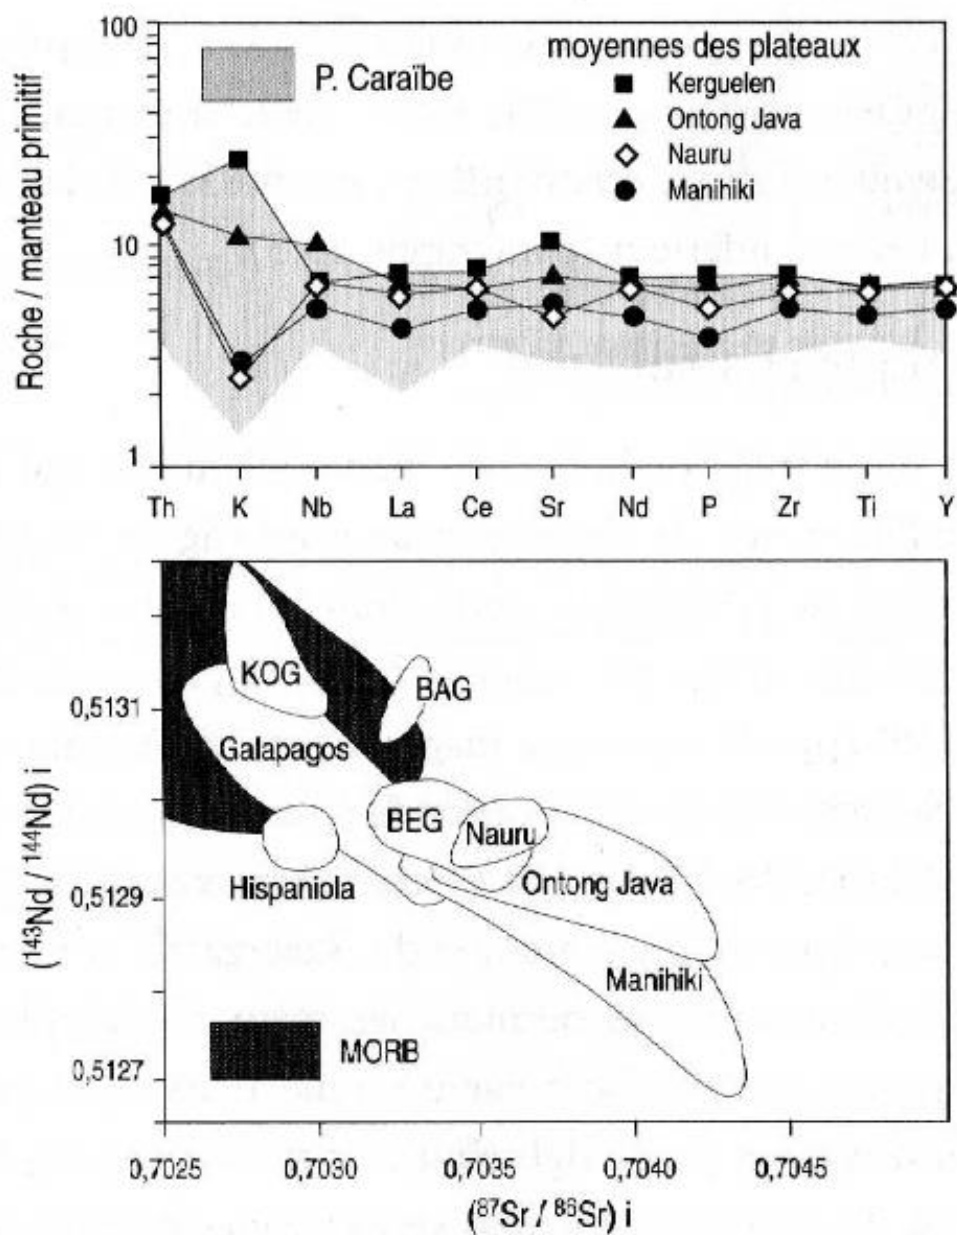 100
P. Caraïbe
moyennes des plateaux
Kerguelen
Ontong Java
Nauru
Manihiki
10
1
Roche / manteau primitif
Th K Nb La Ce Sr Nd P Zr Ti Y
KOG
BAG
0,5131
Galapagos
BEG
Nauru
Hispaniola
Ontong Java
0,5129
Manihiki
MORB
0,5127
(143Nd / 144Nd) i
0,7025 0,7030 0,7035 0,7040 0,7045
(87Sr / 86Sr) i